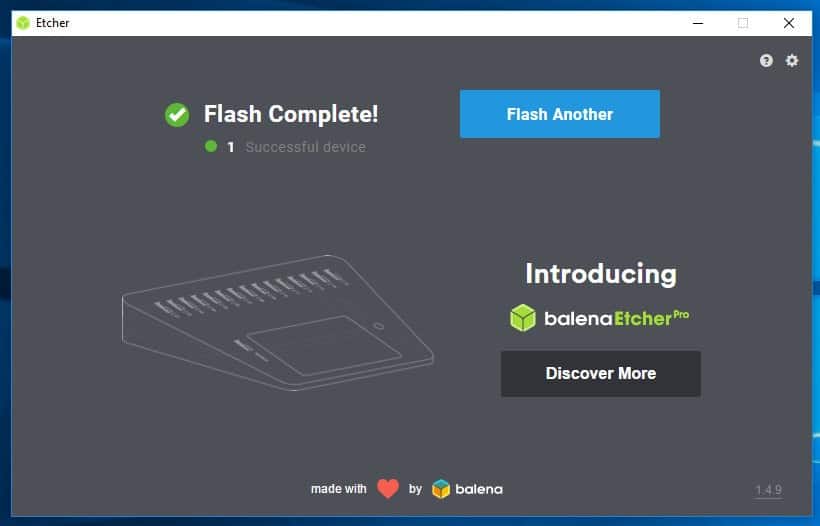 Etcher
Flash Complete!
1 Successful device
Flash Another
Introducing
balenaEtcher Pro
Discover More
made with by balena
1.4.9